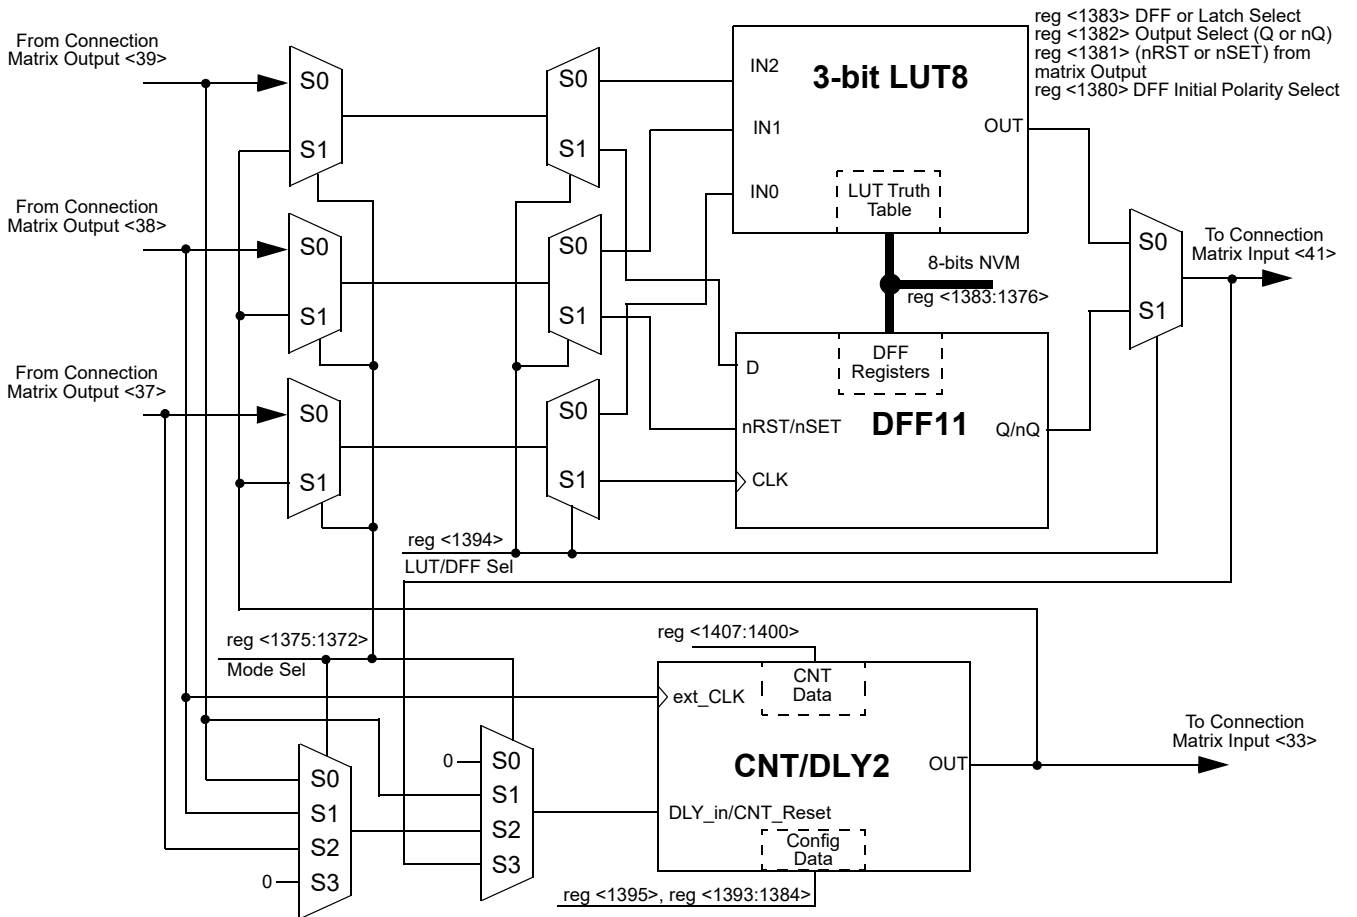 From Connection
Matrix Output <39>
S0
S1
S0
S1
IN2
IN1
IN0
3-bit LUT8
OUT
LUT Truth
Table
reg <1383> DFF or Latch Select
reg <1382> Output Select (Q or nQ)
reg <1381> (nRST or nSET) from
matrix Output
reg <1380> DFF Initial Polarity Select
From Connection
Matrix Output <38>
S0
S1
S0
S1
8-bits NVM
reg <1383:1376>
S0
S1
To Connection
Matrix Input <41>
From Connection
Matrix Output <37>
S0
S1
S0
S1
D
nRST/nSET
CLK
DFF
Registers
DFF11
Q/nQ
reg <1394>
LUT/DFF Sel
reg <1375:1372>
Mode Sel
reg <1407:1400>
CNT
Data
ext_CLK
CNT/DLY2
OUT
To Connection
Matrix Input <33>
DLY_in/CNT_Reset
Config
Data
0
S0
S1
S2
S3
S0
S1
S2
0
S3
reg <1395>, reg <1393:1384>